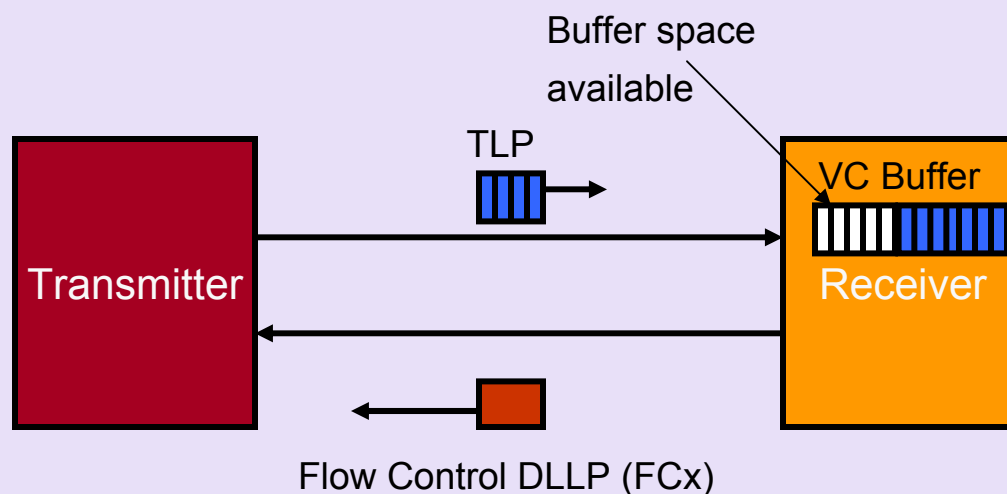 Buffer space
available
TLP
VC Buffer
Transmitter
Receiver
Flow Control DLLP (FCx)